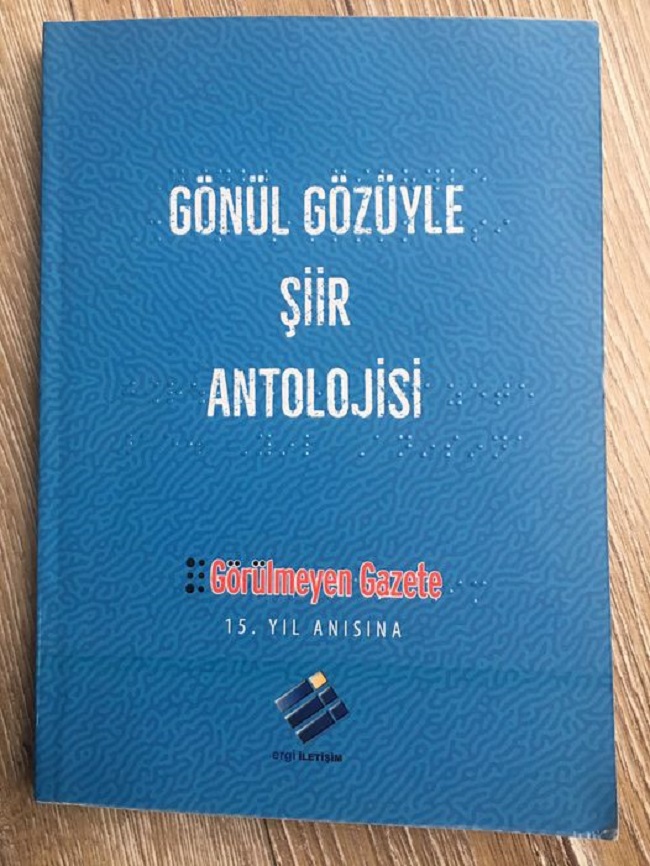 GÖNÜL GÖZÜYLE
ŞİİR
ANTOLOJİSİ
Görülmeyen Gazete
15. YIL ANISINA
ergi İLETİŞİM